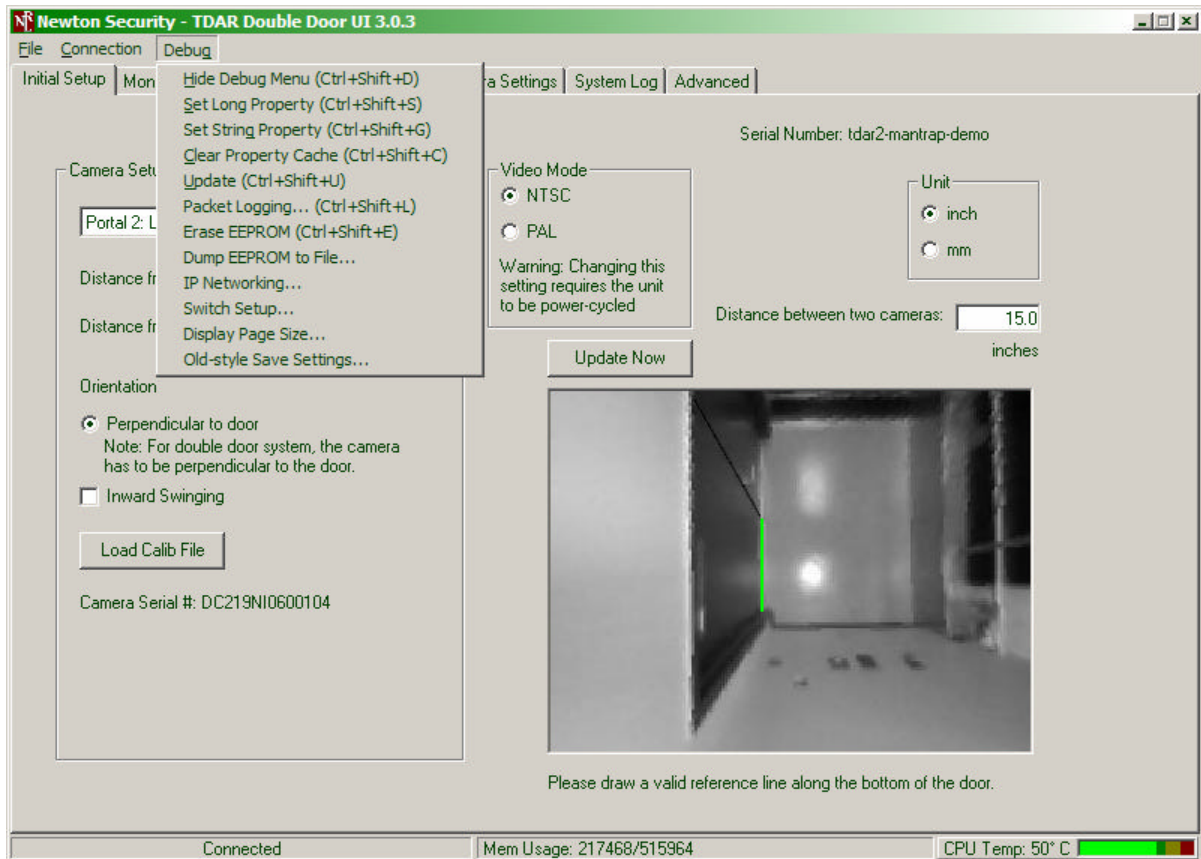 Newton Security - TDAR Double Door UI 3.0.3
File Connection Debug
Initial Setup Mon
a Settings System Log Advanced
Hide Debug Menu (Ctrl+Shift+D)
Set Long Property (Ctrl+Shift+S)
Set String Property (Ctrl+Shift+G)
Clear Property Cache (Ctrl+Shift+C)
Update (Ctrl+Shift+U)
Packet Logging... (Ctrl+Shift+L)
Erase EEPROM (Ctrl+Shift+E)
Dump EEPROM to File...
IP Networking...
Switch Setup...
Display Page Size...
Old-style Save Settings...
Serial Number: tdar2-mantrap-demo
Camera Setu
Portal 2: L
Distance fr
Distance fr
Orientation
Perpendicular to door
Note: For double door system, the camera
has to be perpendicular to the door.
Inward Swinging
Load Calib File
Camera Serial #: DC219NI0600104
Video Mode
NTSC
PAL
Warning: Changing this
setting requires the unit
to be power-cycled
Unit
inch
mm
Distance between two cameras: 15.0
inches
Update Now
Please draw a valid reference line along the bottom of the door.
Connected
Mem Usage: 217468/515964
CPU Temp: 50° C